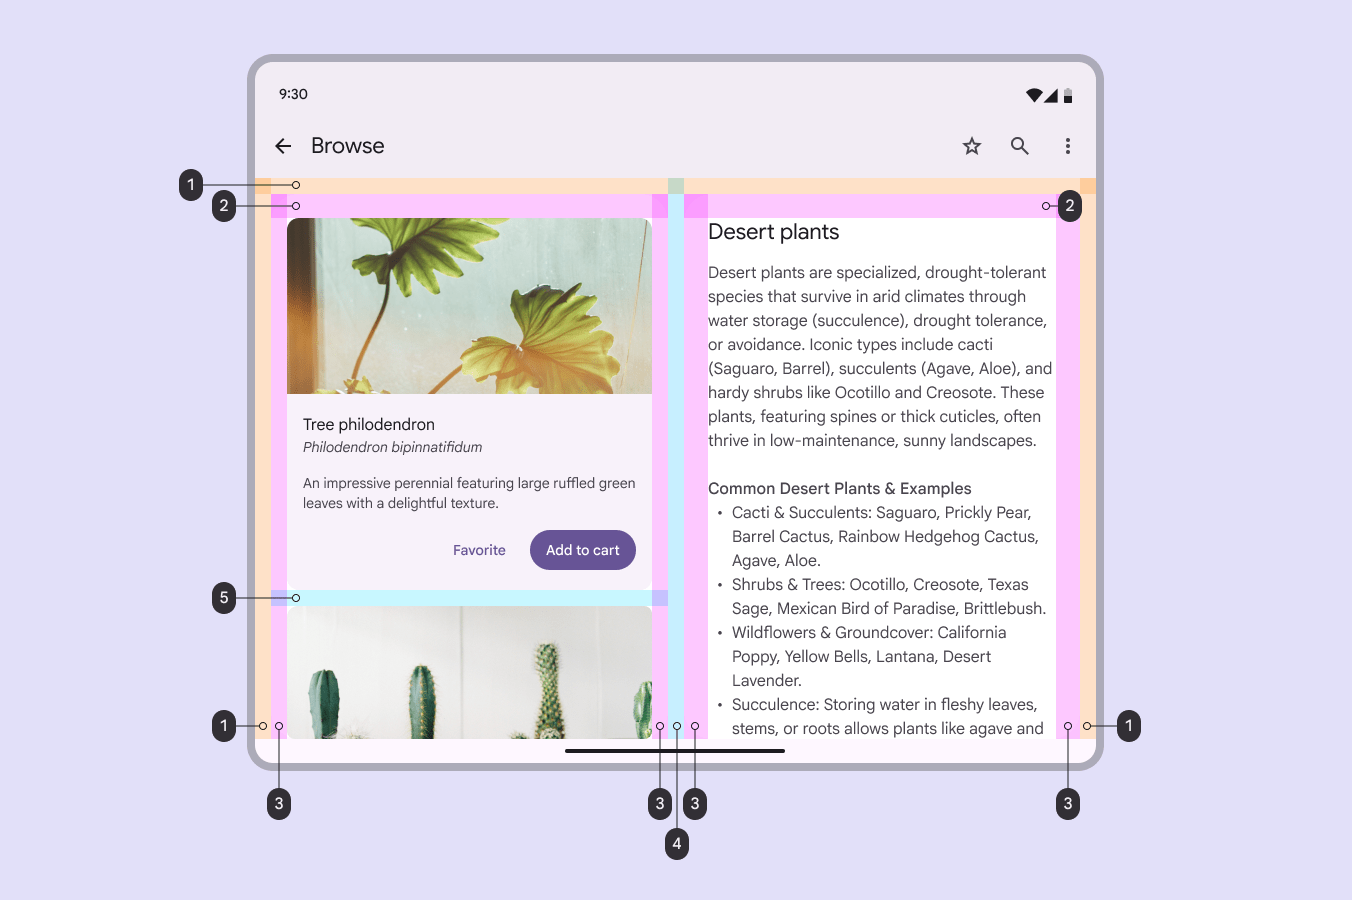 9:30
Browse
1
2
2
Desert plants
Desert plants are specialized, drought-tolerant
species that survive in arid climates through
water storage (succulence), drought tolerance,
or avoidance. Iconic types include cacti
(Saguaro, Barrel), succulents (Agave, Aloe), and
hardy shrubs like Ocotillo and Creosote. These
plants, featuring spines or thick cuticles, often
thrive in low-maintenance, sunny landscapes.
Tree philodendron
Philodendron bipinnatifidum
An impressive perennial featuring large ruffled green
leaves with a delightful texture.
Favorite
Add to cart
Common Desert Plants & Examples
• Cacti & Succulents: Saguaro, Prickly Pear,
Barrel Cactus, Rainbow Hedgehog Cactus,
Agave, Aloe.
• Shrubs & Trees: Ocotillo, Creosote, Texas
Sage, Mexican Bird of Paradise, Brittlebush.
• Wildflowers & Groundcover: California
Poppy, Yellow Bells, Lantana, Desert
Lavender.
• Succulence: Storing water in fleshy leaves,
stems, or roots allows plants like agave and
5
1
1
3
3
3
3
4